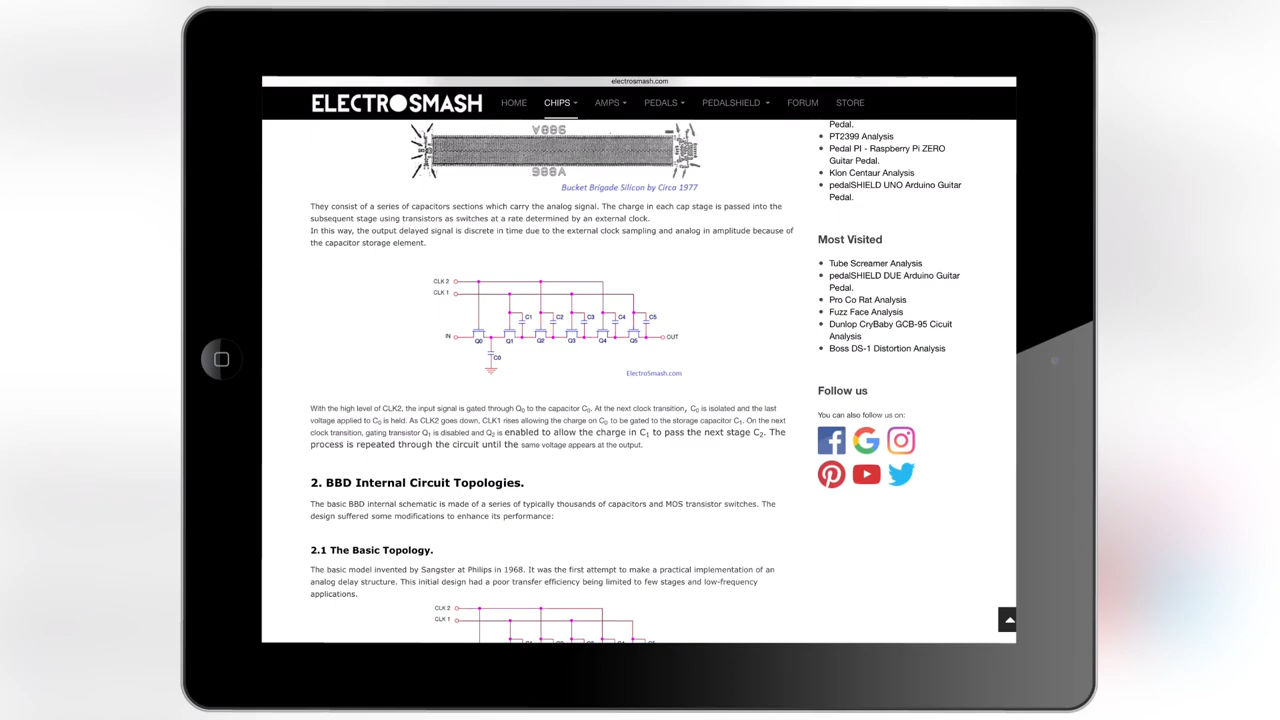 electrosmash.com
ELECTROSMASH
HOME
CHIPS
AMPS
PEDALS
PEDALSHIELD
FORUM
STORE
A988
A986
Bucket Brigade Silicon by Circa 1977
They consist of a series of capacitors sections which carry the analog signal. The charge in each cap stage is passed into the
subsequent stage using transistors as switches at a rate determined by an external clock.
In this way, the output delayed signal is discrete in time due to the external clock sampling and analog in amplitude because of
the capacitor storage element.
CLK 2
CLK 1
C1
C2
C3
C4
C5
IN
Q0
Q1
Q2
Q3
Q4
Q5
OUT
C0
ElectroSmash.com
With the high level of CLK2, the input signal is gated through Q0 to the capacitor C0. At the next clock transition, C0 is isolated and the last
voltage applied to C0 is held. As CLK2 goes down, CLK1 rises allowing the charge on C0 to be gated to the storage capacitor C1. On the next
clock transition, gating transistor Q1 is disabled and Q2 is enabled to allow the charge in C1 to pass the next stage C2. The
process is repeated through the circuit until the same voltage appears at the output.
2. BBD Internal Circuit Topologies.
The basic BBD internal schematic is made of a series of typically thousands of capacitors and MOS transistor switches. The
design suffered some modifications to enhance its performance:
2.1 The Basic Topology.
The basic model invented by Sangster at Philips in 1968. It was the first attempt to make a practical implementation of an
analog delay structure. This initial design had a poor transfer efficiency being limited to few stages and low-frequency
applications.
CLK 2
CLK 1
Pedal.
PT2399 Analysis
Pedal PI - Raspberry Pi ZERO
Guitar Pedal.
Klon Centaur Analysis
pedalSHIELD UNO Arduino Guitar
Pedal.
Most Visited
Tube Screamer Analysis
pedalSHIELD DUE Arduino Guitar
Pedal.
Pro Co Rat Analysis
Fuzz Face Analysis
Dunlop CryBaby GCB-95 Cicuit
Analysis
Boss DS-1 Distortion Analysis
Follow us
You can also follow us on: